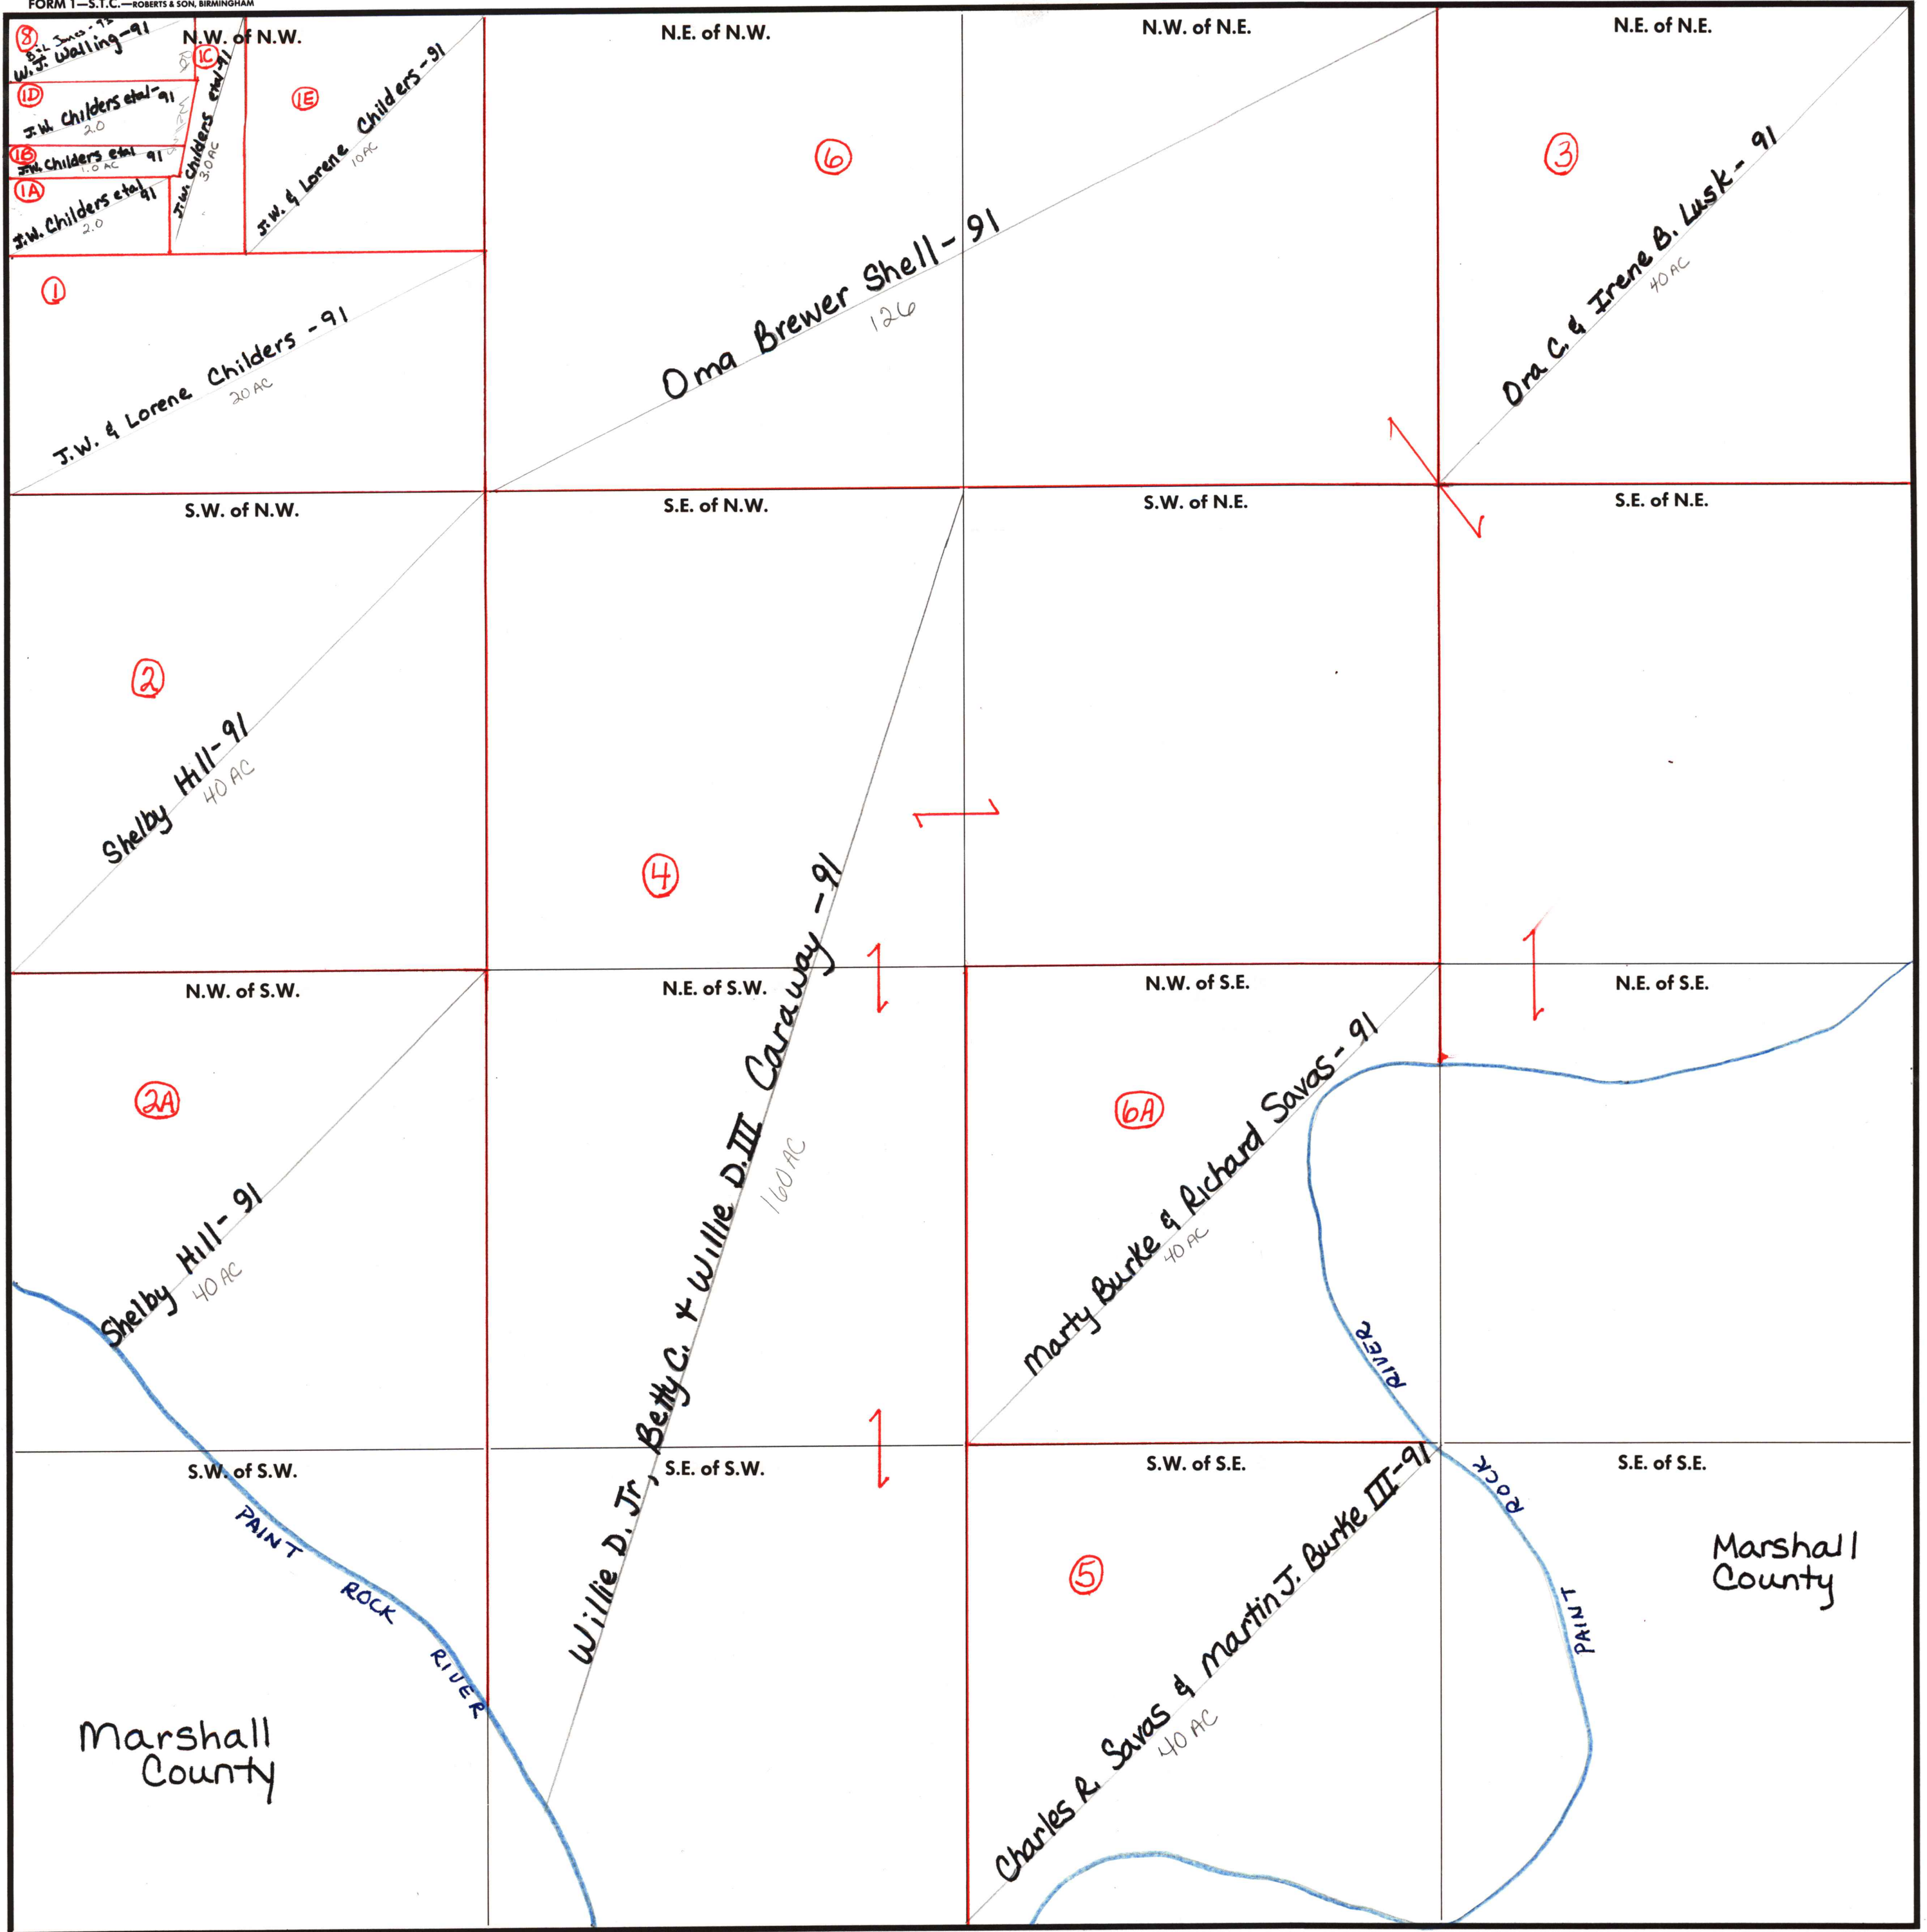 FORM 1—S.T.C.—ROBERTS & SON, BIRMINGHAM
N.W. of N.W.
8
W.J. Walling-91
1D
J.W. Childers etal-91
2.0
1B
J.W. Childers etal 91
1.0 AC
1A
J.W. Childers etal 91
2.0
1C
J.W. Childers etal-91
3.0 AC
1E
J.W. & Lorene Childers-91
10 AC
1
J.W. & Lorene Childers -91
20 AC
N.E. of N.W.
N.W. of N.E.
6
Oma Brewer Shell-91
126
N.E. of N.E.
3
Ora C. & Irene B. Lusk-91
40 AC
S.W. of N.W.
2
Shelby Hill-91
40 AC
S.E. of N.W.
4
S.W. of N.E.
S.E. of N.E.
N.W. of S.W.
2A
Shelby Hill-91
40 AC
N.E. of S.W.
Willie D. Jr, Betty C. + Willie D. III Caraway -91
160 AC
N.W. of S.E.
6A
Marty Burke & Richard Savas-91
40 AC
RIVER
N.E. of S.E.
S.W. of S.W.
PAINT
ROCK
RIVER
Marshall
County
S.E. of S.W.
S.W. of S.E.
5
Charles R. Savas & Martin J. Burke III-91
40 AC
S.E. of S.E.
ROCK
PAINT
Marshall
County